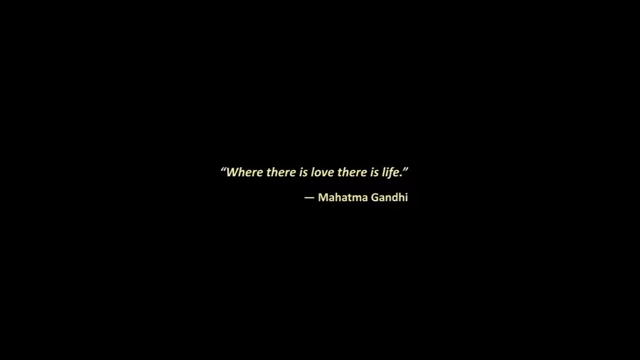 “Where there is love there is life.”
— Mahatma Gandhi